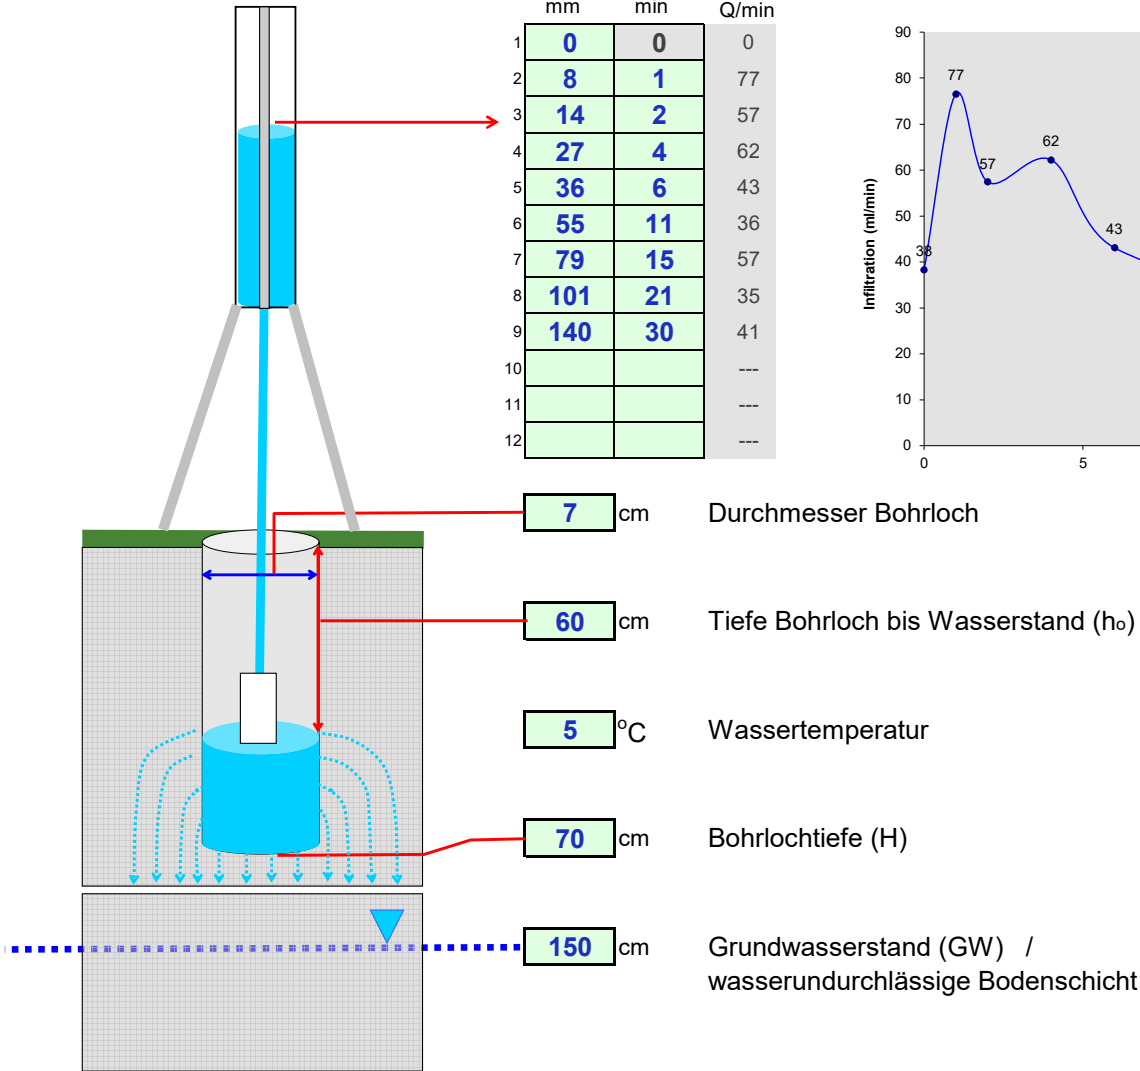 mm min Q/min
1 0 0 0
2 8 1 77
3 14 2 57
4 27 4 62
5 36 6 43
6 55 11 36
7 79 15 57
8 101 21 35
9 140 30 41
10 ---
11 ---
12 ---
Infiltration (ml/min)
90
80
70
60
50
40
30
20
10
0
0 5
38
77
57
62
43
7 cm Durchmesser Bohrloch
60 cm Tiefe Bohrloch bis Wasserstand (ho)
5 °C Wassertemperatur
70 cm Bohrlochtiefe (H)
150 cm Grundwasserstand (GW) /
wasserundurchlässige Bodenschicht